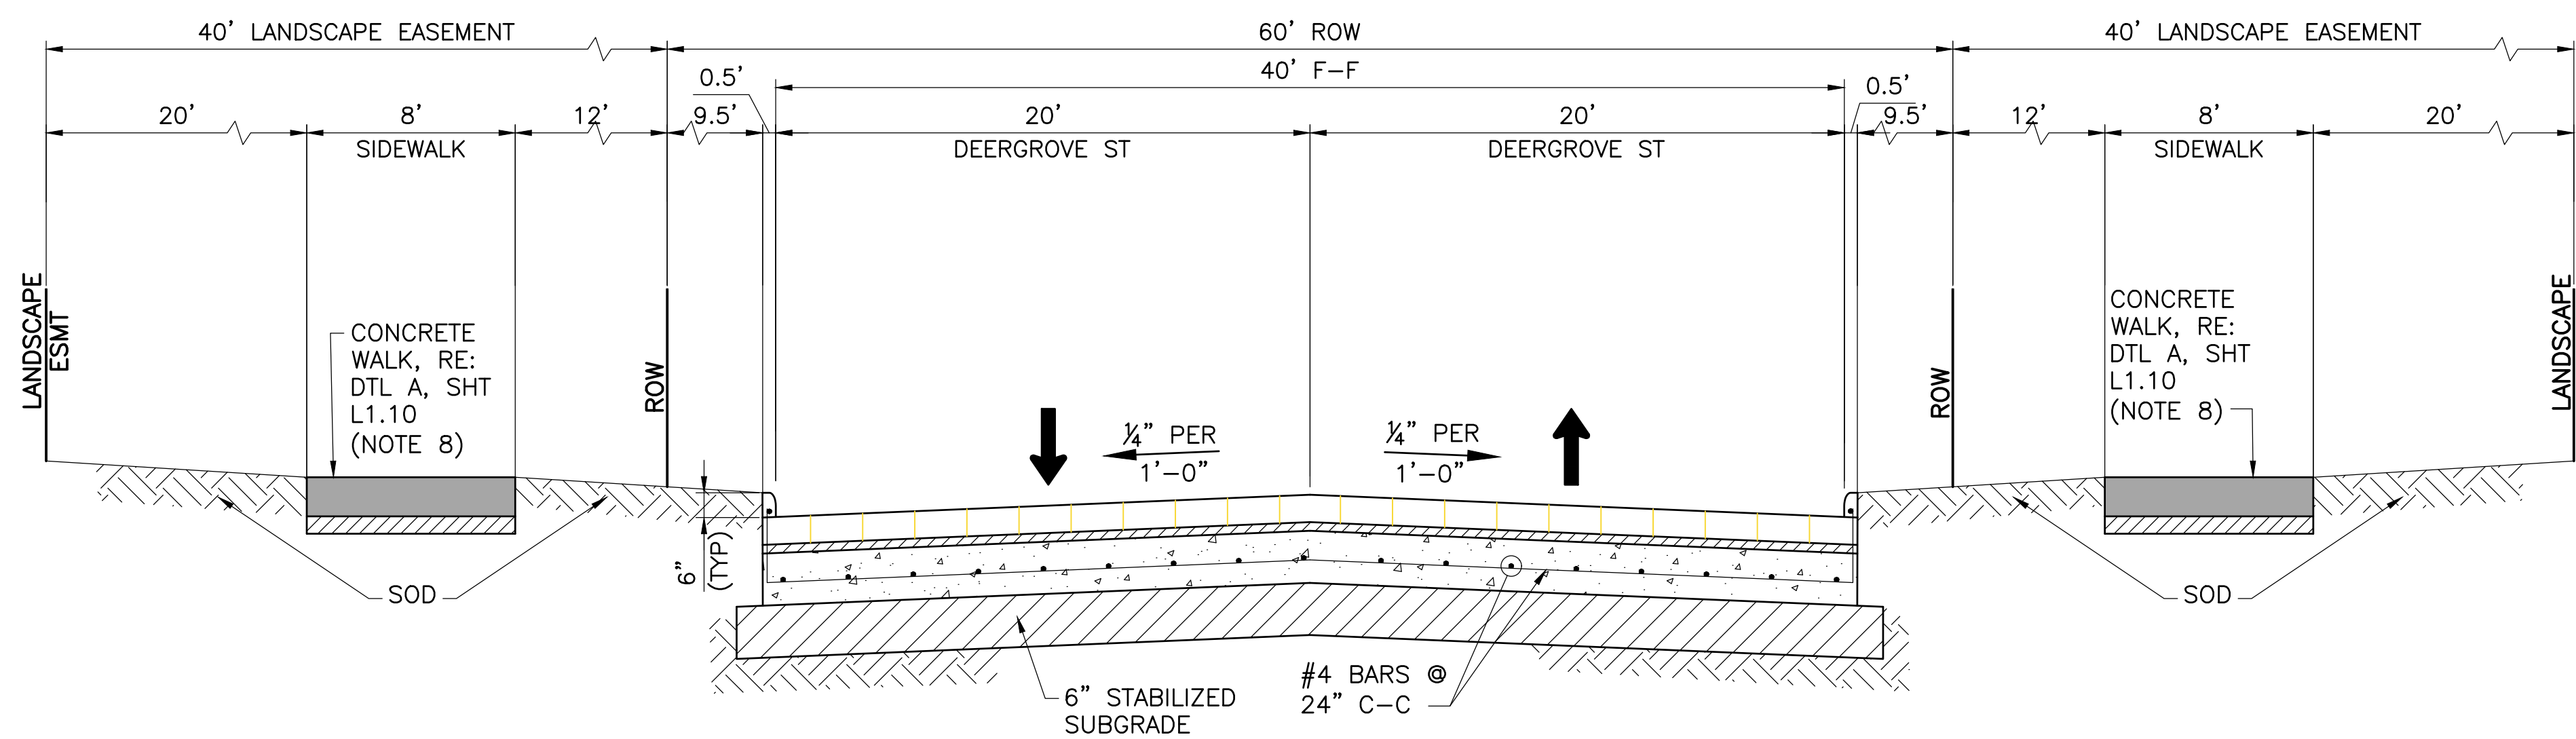 40' LANDSCAPE EASEMENT
60' ROW
40' LANDSCAPE EASEMENT
0.5'
40' F-F
0.5'
20'
8'
12'
9.5'
20'
20'
9.5'
12'
8'
20'
SIDEWALK
DEERGROVE ST
DEERGROVE ST
SIDEWALK
LANDSCAPE
ESMT
CONCRETE
WALK, RE:
DTL A, SHT
L1.10
(NOTE 8)
ROW
¼" PER
1'-0"
¼" PER
1'-0"
ROW
CONCRETE
WALK, RE:
DTL A, SHT
L1.10
(NOTE 8)
LANDSCAPE
SOD
6"
(TYP)
SOD
6" STABILIZED
SUBGRADE
#4 BARS @
24" C-C